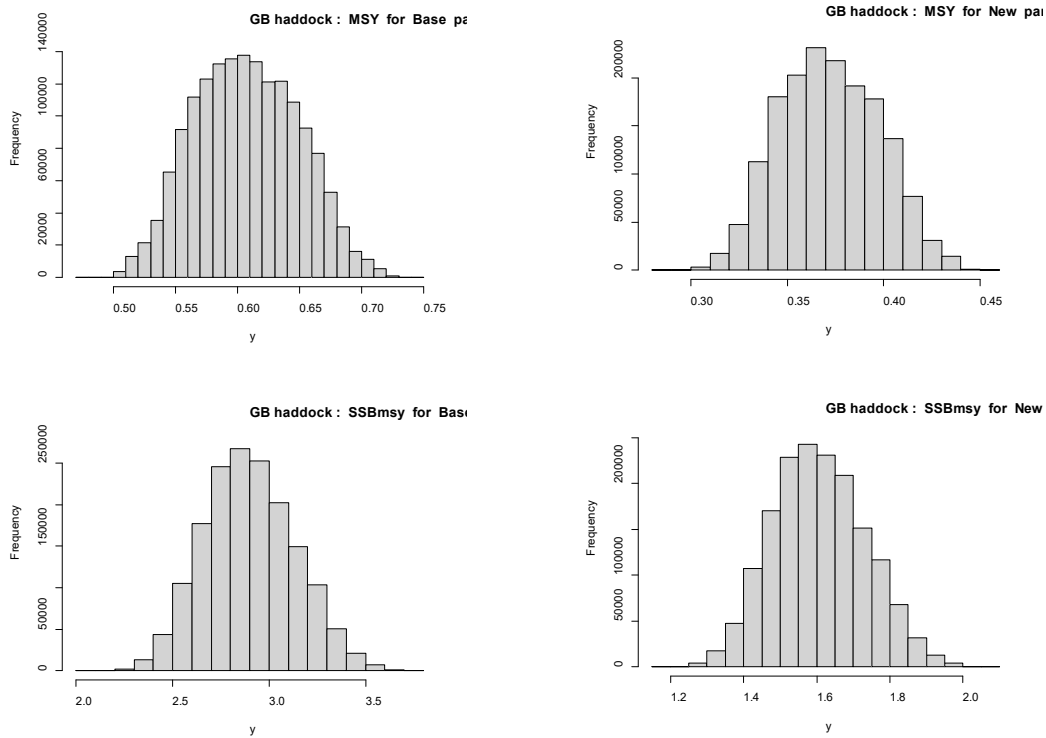 GB haddock : MSY for Base pa
Frequency
0 20000 60000 100000 140000
0.50 0.55 0.60 0.65 0.70 0.75
y
GB haddock : MSY for New par
Frequency
0 50000 100000 200000
0.30 0.35 0.40 0.45
y
GB haddock : SSBmsy for Base
Frequency
0 50000 150000 250000
2.0 2.5 3.0 3.5
y
GB haddock : SSBmsy for New
Frequency
0 50000 100000 200000
1.2 1.4 1.6 1.8 2.0
y